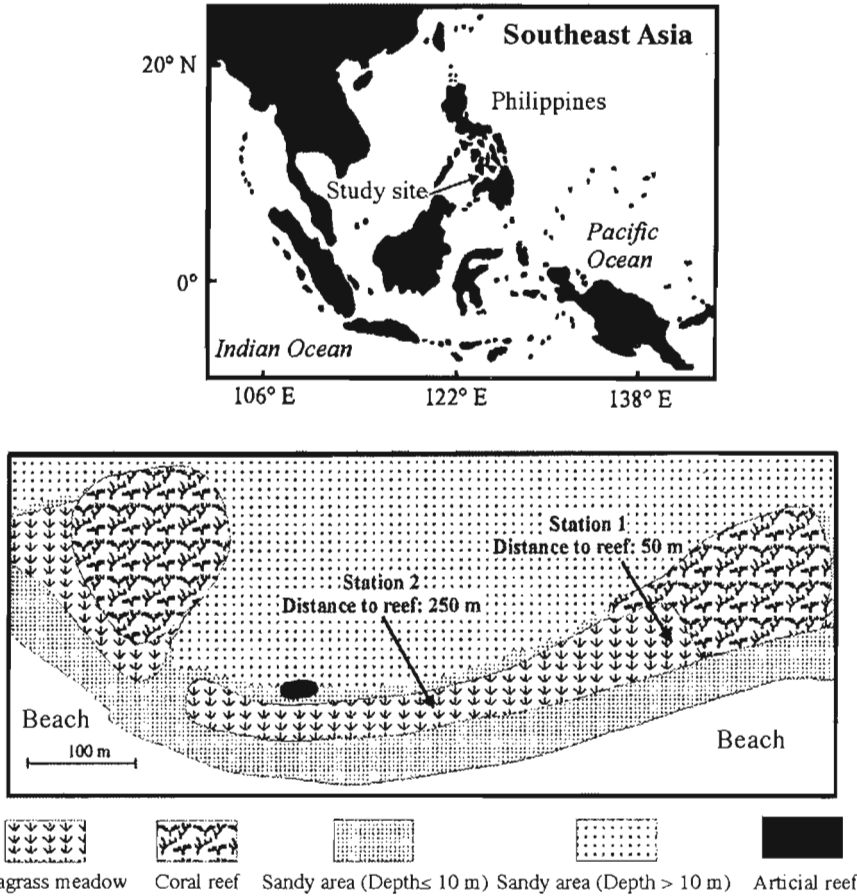 Southeast Asia
20° N
Philippines
Study site
Pacific
Ocean
0°
Indian Ocean
106° E 122° E 138° E
Station 1
Distance to reef: 50 m
Station 2
Distance to reef: 250 m
Beach
100 m
Beach
agrass meadow Coral reef Sandy area (Depth≤ 10 m) Sandy area (Depth > 10 m) Articial reef